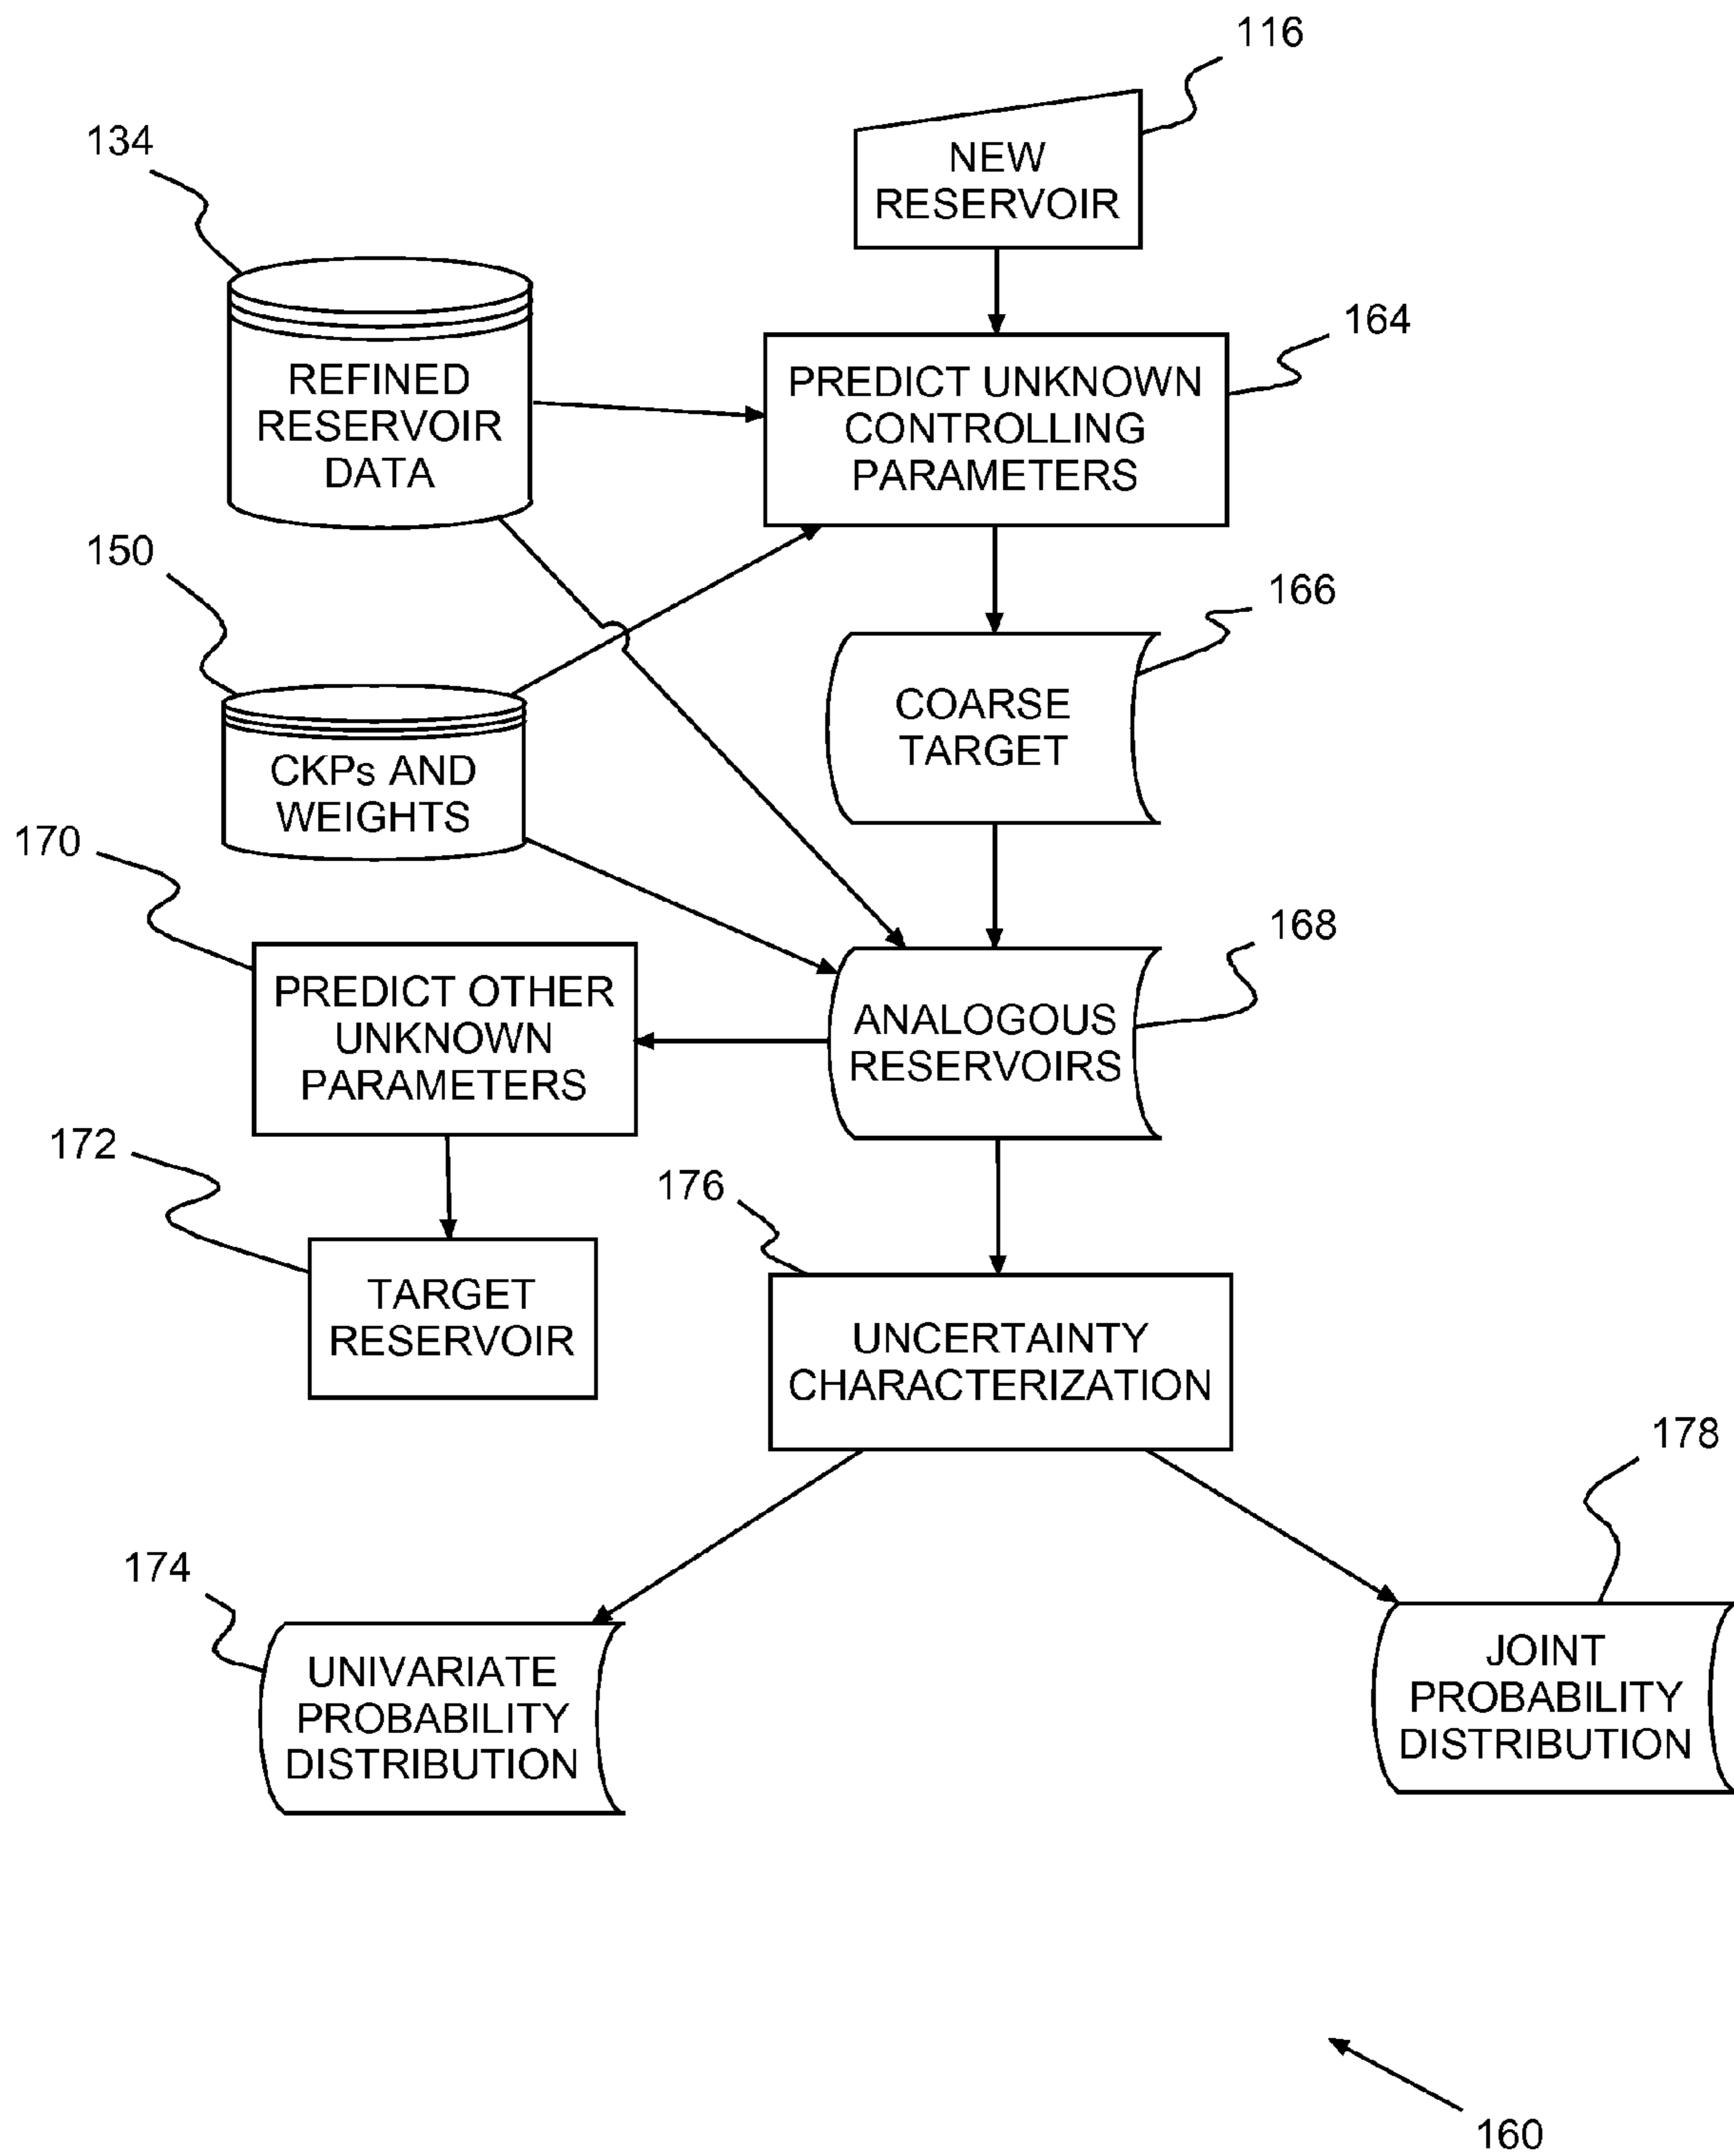 116
NEW
RESERVOIR
134
REFINED
RESERVOIR
DATA
164
PREDICT UNKNOWN
CONTROLLING
PARAMETERS
150
CKPs AND
WEIGHTS
166
COARSE
TARGET
170
PREDICT OTHER
UNKNOWN
PARAMETERS
168
ANALOGOUS
RESERVOIRS
172
TARGET
RESERVOIR
176
UNCERTAINTY
CHARACTERIZATION
174
UNIVARIATE
PROBABILITY
DISTRIBUTION
178
JOINT
PROBABILITY
DISTRIBUTION
160